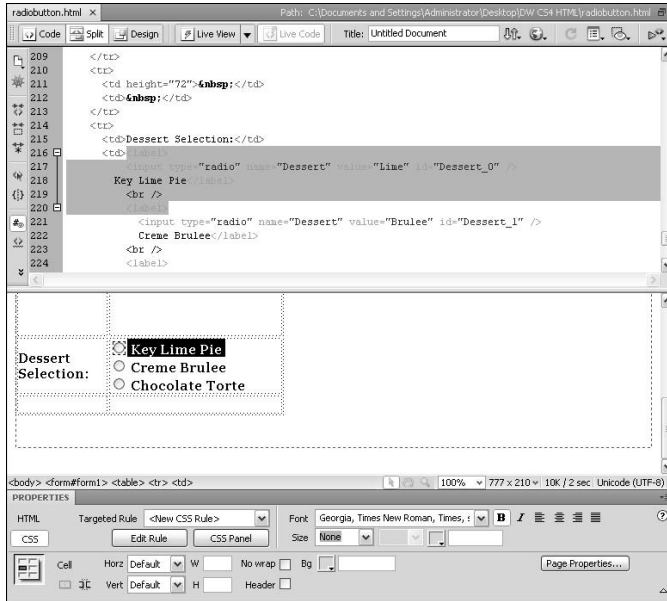 radiobutton.html ×
Path: C:\Documents and Settings\Administrator\Desktop\DW CS4 HTML\radiobutton.html
Code Split Design Live View Live Code Title: Untitled Document
209 </tr>
210 <tr>
211 <td height="72">&nbsp;</td>
212 <td>&nbsp;</td>
213 </tr>
214 <tr>
215 <td>Dessert Selection:</td>
216 <td><label>
217 <input type="radio" name="Dessert" value="Lime" id="Dessert_0" />
218 Key Lime Pie</label>
219 <br />
220 <label>
221 <input type="radio" name="Dessert" value="Brulee" id="Dessert_1" />
222 Creme Brulee</label>
223 <br />
224 <label>
Dessert Selection:
Key Lime Pie
Creme Brulee
Chocolate Torte
<body> <form#form1> <table> <tr> <td>
100% 777 x 210 10K / 2 sec Unicode (UTF-8)
PROPERTIES
HTML Targeted Rule <New CSS Rule> Font Georgia, Times New Roman, Times, B I
CSS Edit Rule CSS Panel Size None
Cell Horz Default W No wrap Bg Page Properties...
Vert Default H Header